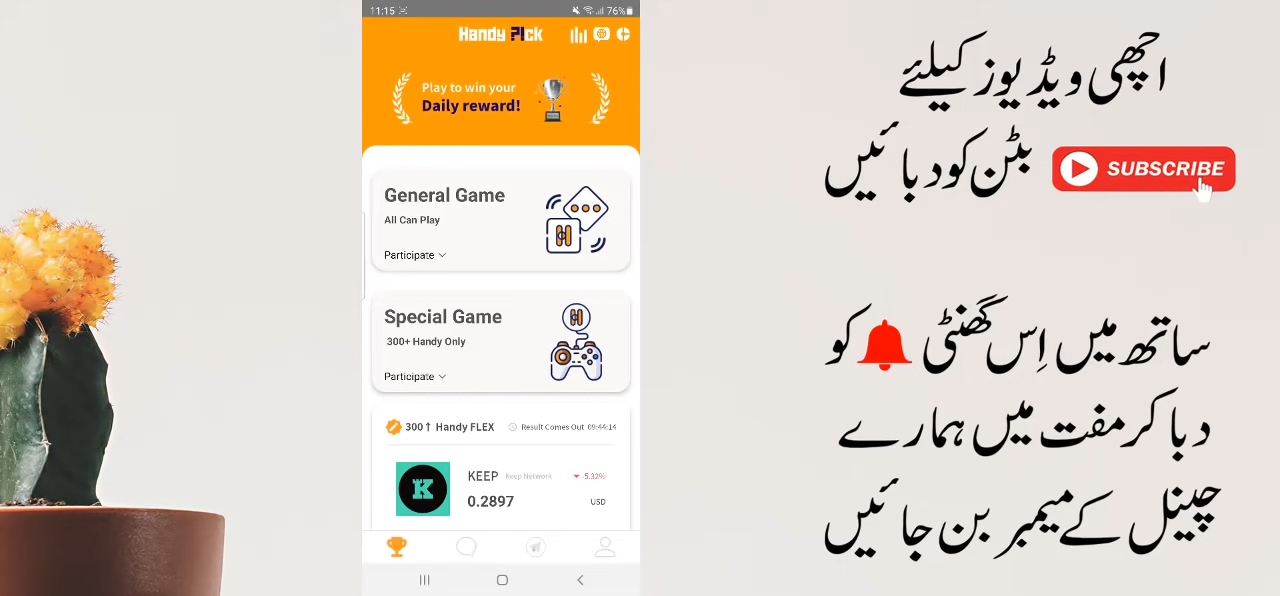 11:15
76%
Handy PIck
Play to win your
Daily reward!
General Game
All Can Play
Participate
Special Game
300+ Handy Only
Participate
300↑ Handy FLEX
Result Comes Out 09:44:14
KEEP Keep Network -5.32%
0.2897 USD
اچھی ویڈیوز کیلئے
SUBSCRIBE بٹن کو دبائیں
ساتھ میں اِس گھنٹی کو
دبا کر مفت میں ہمارے
چینل کے میمبر بن جائیں